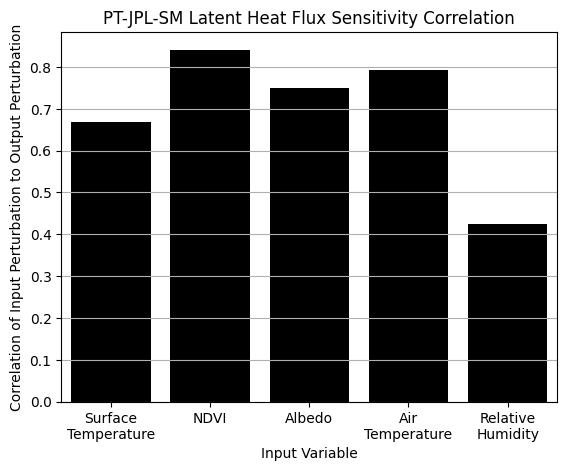 PT-JPL-SM Latent Heat Flux Sensitivity Correlation
Correlation of Input Perturbation to Output Perturbation
0.8
0.7
0.6
0.5
0.4
0.3
0.2
0.1
0.0
Surface
Temperature
NDVI
Albedo
Air
Temperature
Relative
Humidity
Input Variable